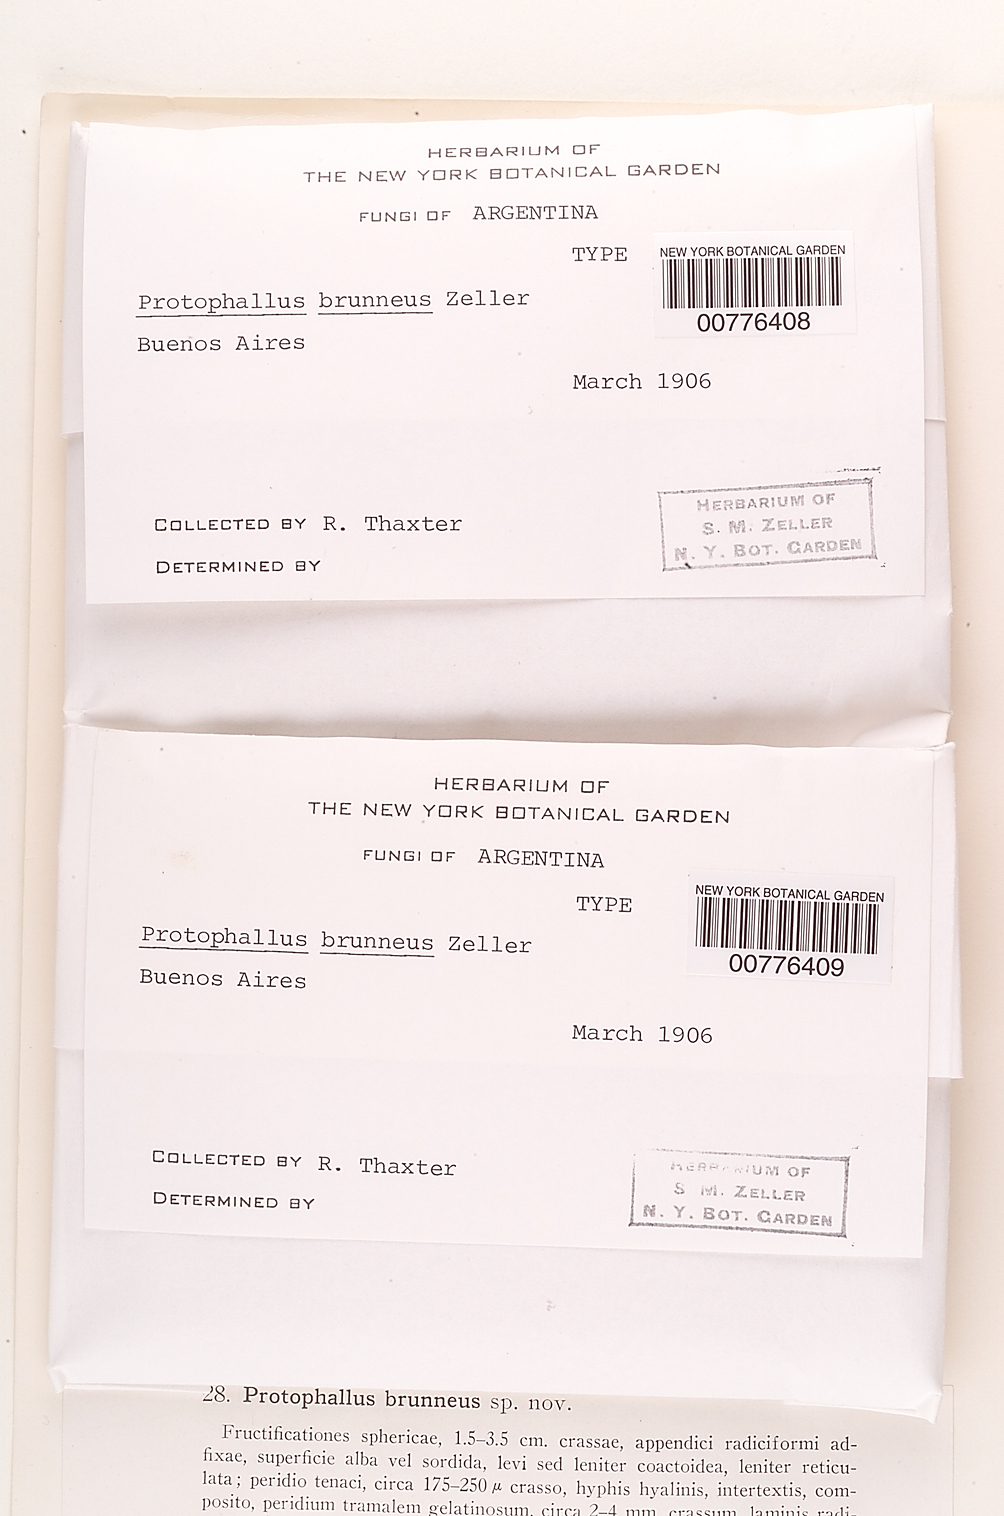 HERBARIUM OF
THE NEW YORK BOTANICAL GARDEN
FUNGI OF ARGENTINA
TYPE
NEW YORK BOTANICAL GARDEN
00776408
Protophallus brunneus Zeller
Buenos Aires
March 1906
COLLECTED BY R. Thaxter
DETERMINED BY
HERBARIUM OF
S. M. ZELLER
N. Y. BOT. GARDEN
HERBARIUM OF
THE NEW YORK BOTANICAL GARDEN
FUNGI OF ARGENTINA
TYPE
NEW YORK BOTANICAL GARDEN
00776409
Protophallus brunneus Zeller
Buenos Aires
March 1906
COLLECTED BY R. Thaxter
DETERMINED BY
HERBARIUM OF
S M. ZELLER
N. Y. BOT. GARDEN
28. Protophallus brunneus sp. nov.
Fructificationes sphericae, 1.5–3.5 cm. crassae, appendici radiciformi ad-
fixae, superficie alba vel sordida, levi sed leniter coactoidea, leniter reticu-
lata; peridio tenaci, circa 175–250 μ crasso, hyphis hyalinis, intertextis, com-
posito, peridium tramalem gelatinosum, circa 2–4 mm. crassum, laminis radi-